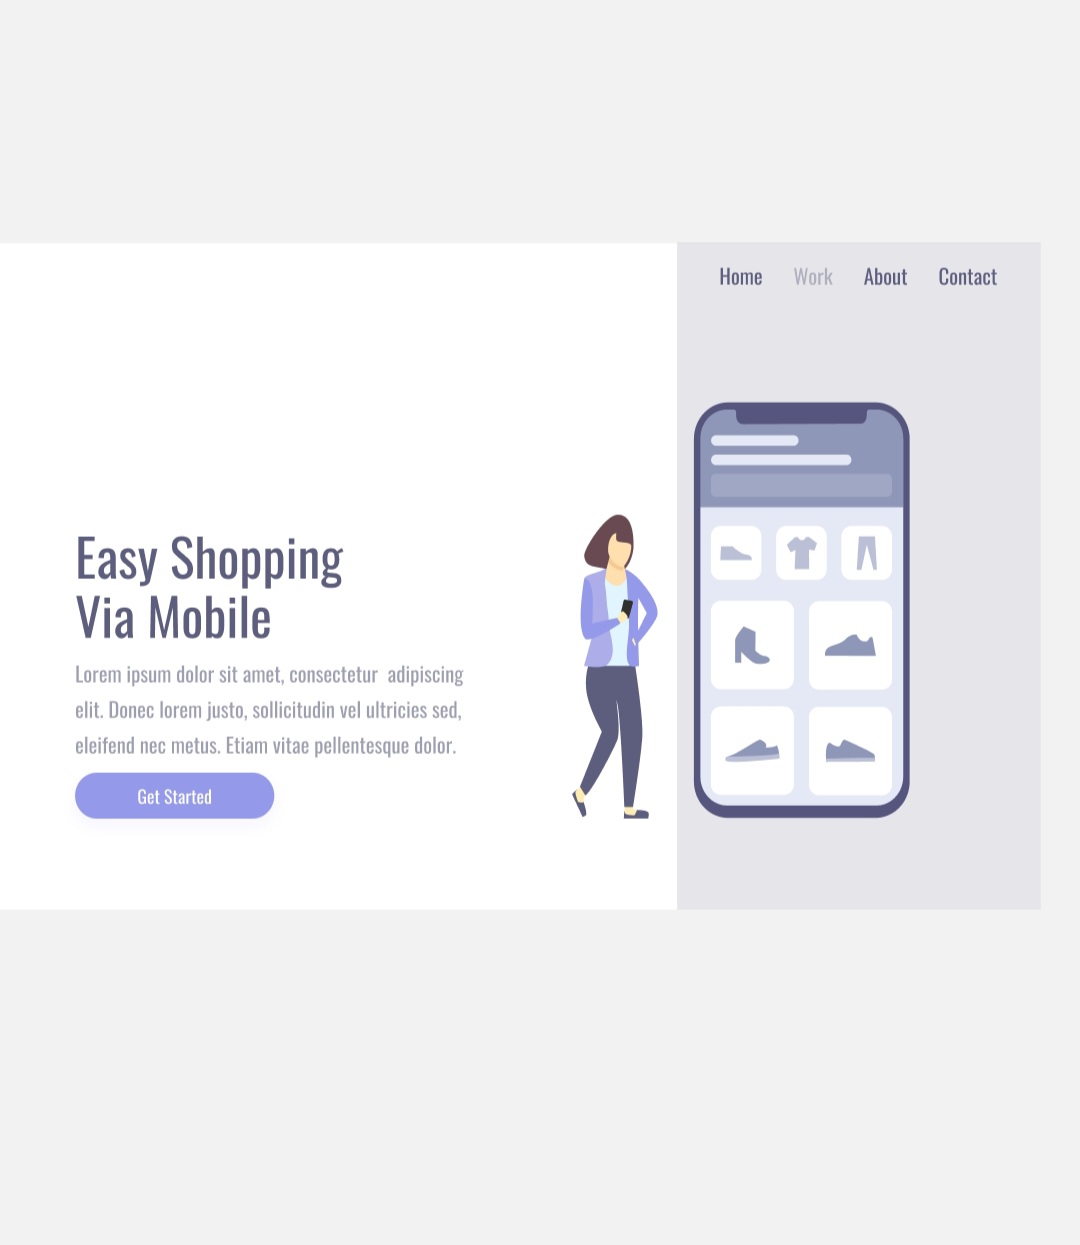 Home Work About Contact
Easy Shopping
Via Mobile
Lorem ipsum dolor sit amet, consectetur  adipiscing
elit. Donec lorem justo, sollicitudin vel ultricies sed,
eleifend nec metus. Etiam vitae pellentesque dolor.
Get Started